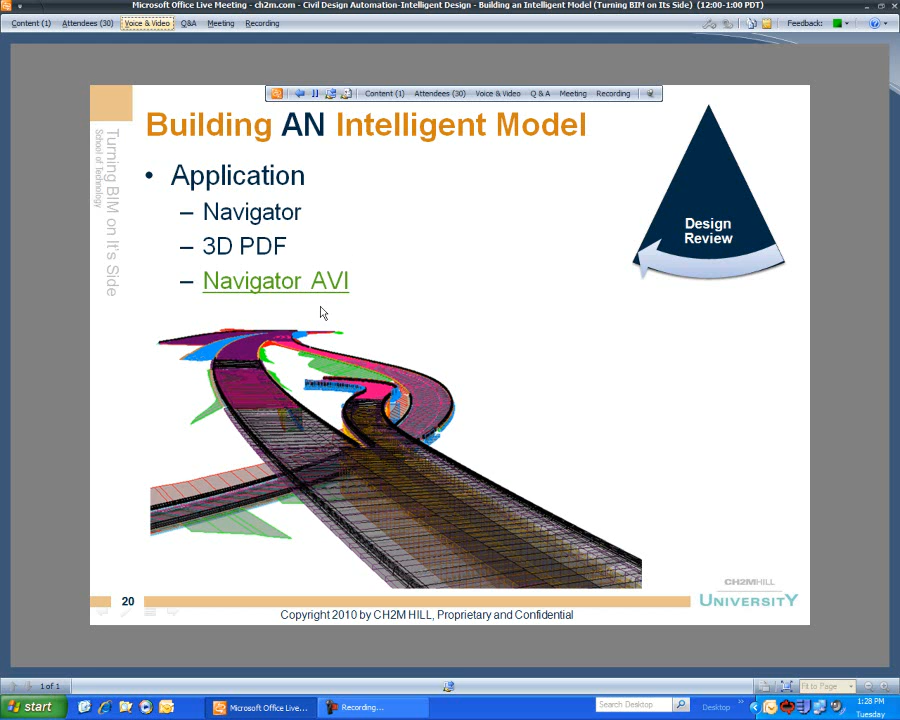 Microsoft Office Live Meeting - ch2m.com - Civil Design Automation-Intelligent Design - Building an Intelligent Model (Turning BIM on Its Side) (12:00-1:00 PDT)
Content (1) Attendees (30) Voice & Video Q&A Meeting Recording Feedback:
Content (1) Attendees (30) Voice & Video Q & A Meeting Recording
Building AN Intelligent Model
Turning BIM on It's Side
School of Technology
• Application
– Navigator
– 3D PDF
– Navigator AVI
Design
Review
20
CH2MHILL
UNIVERSITY
Copyright 2010 by CH2M HILL, Proprietary and Confidential
1 of 1 Fit to Page
start Microsoft Office Live... Recording... Search Desktop Desktop 1:28 PM
Tuesday